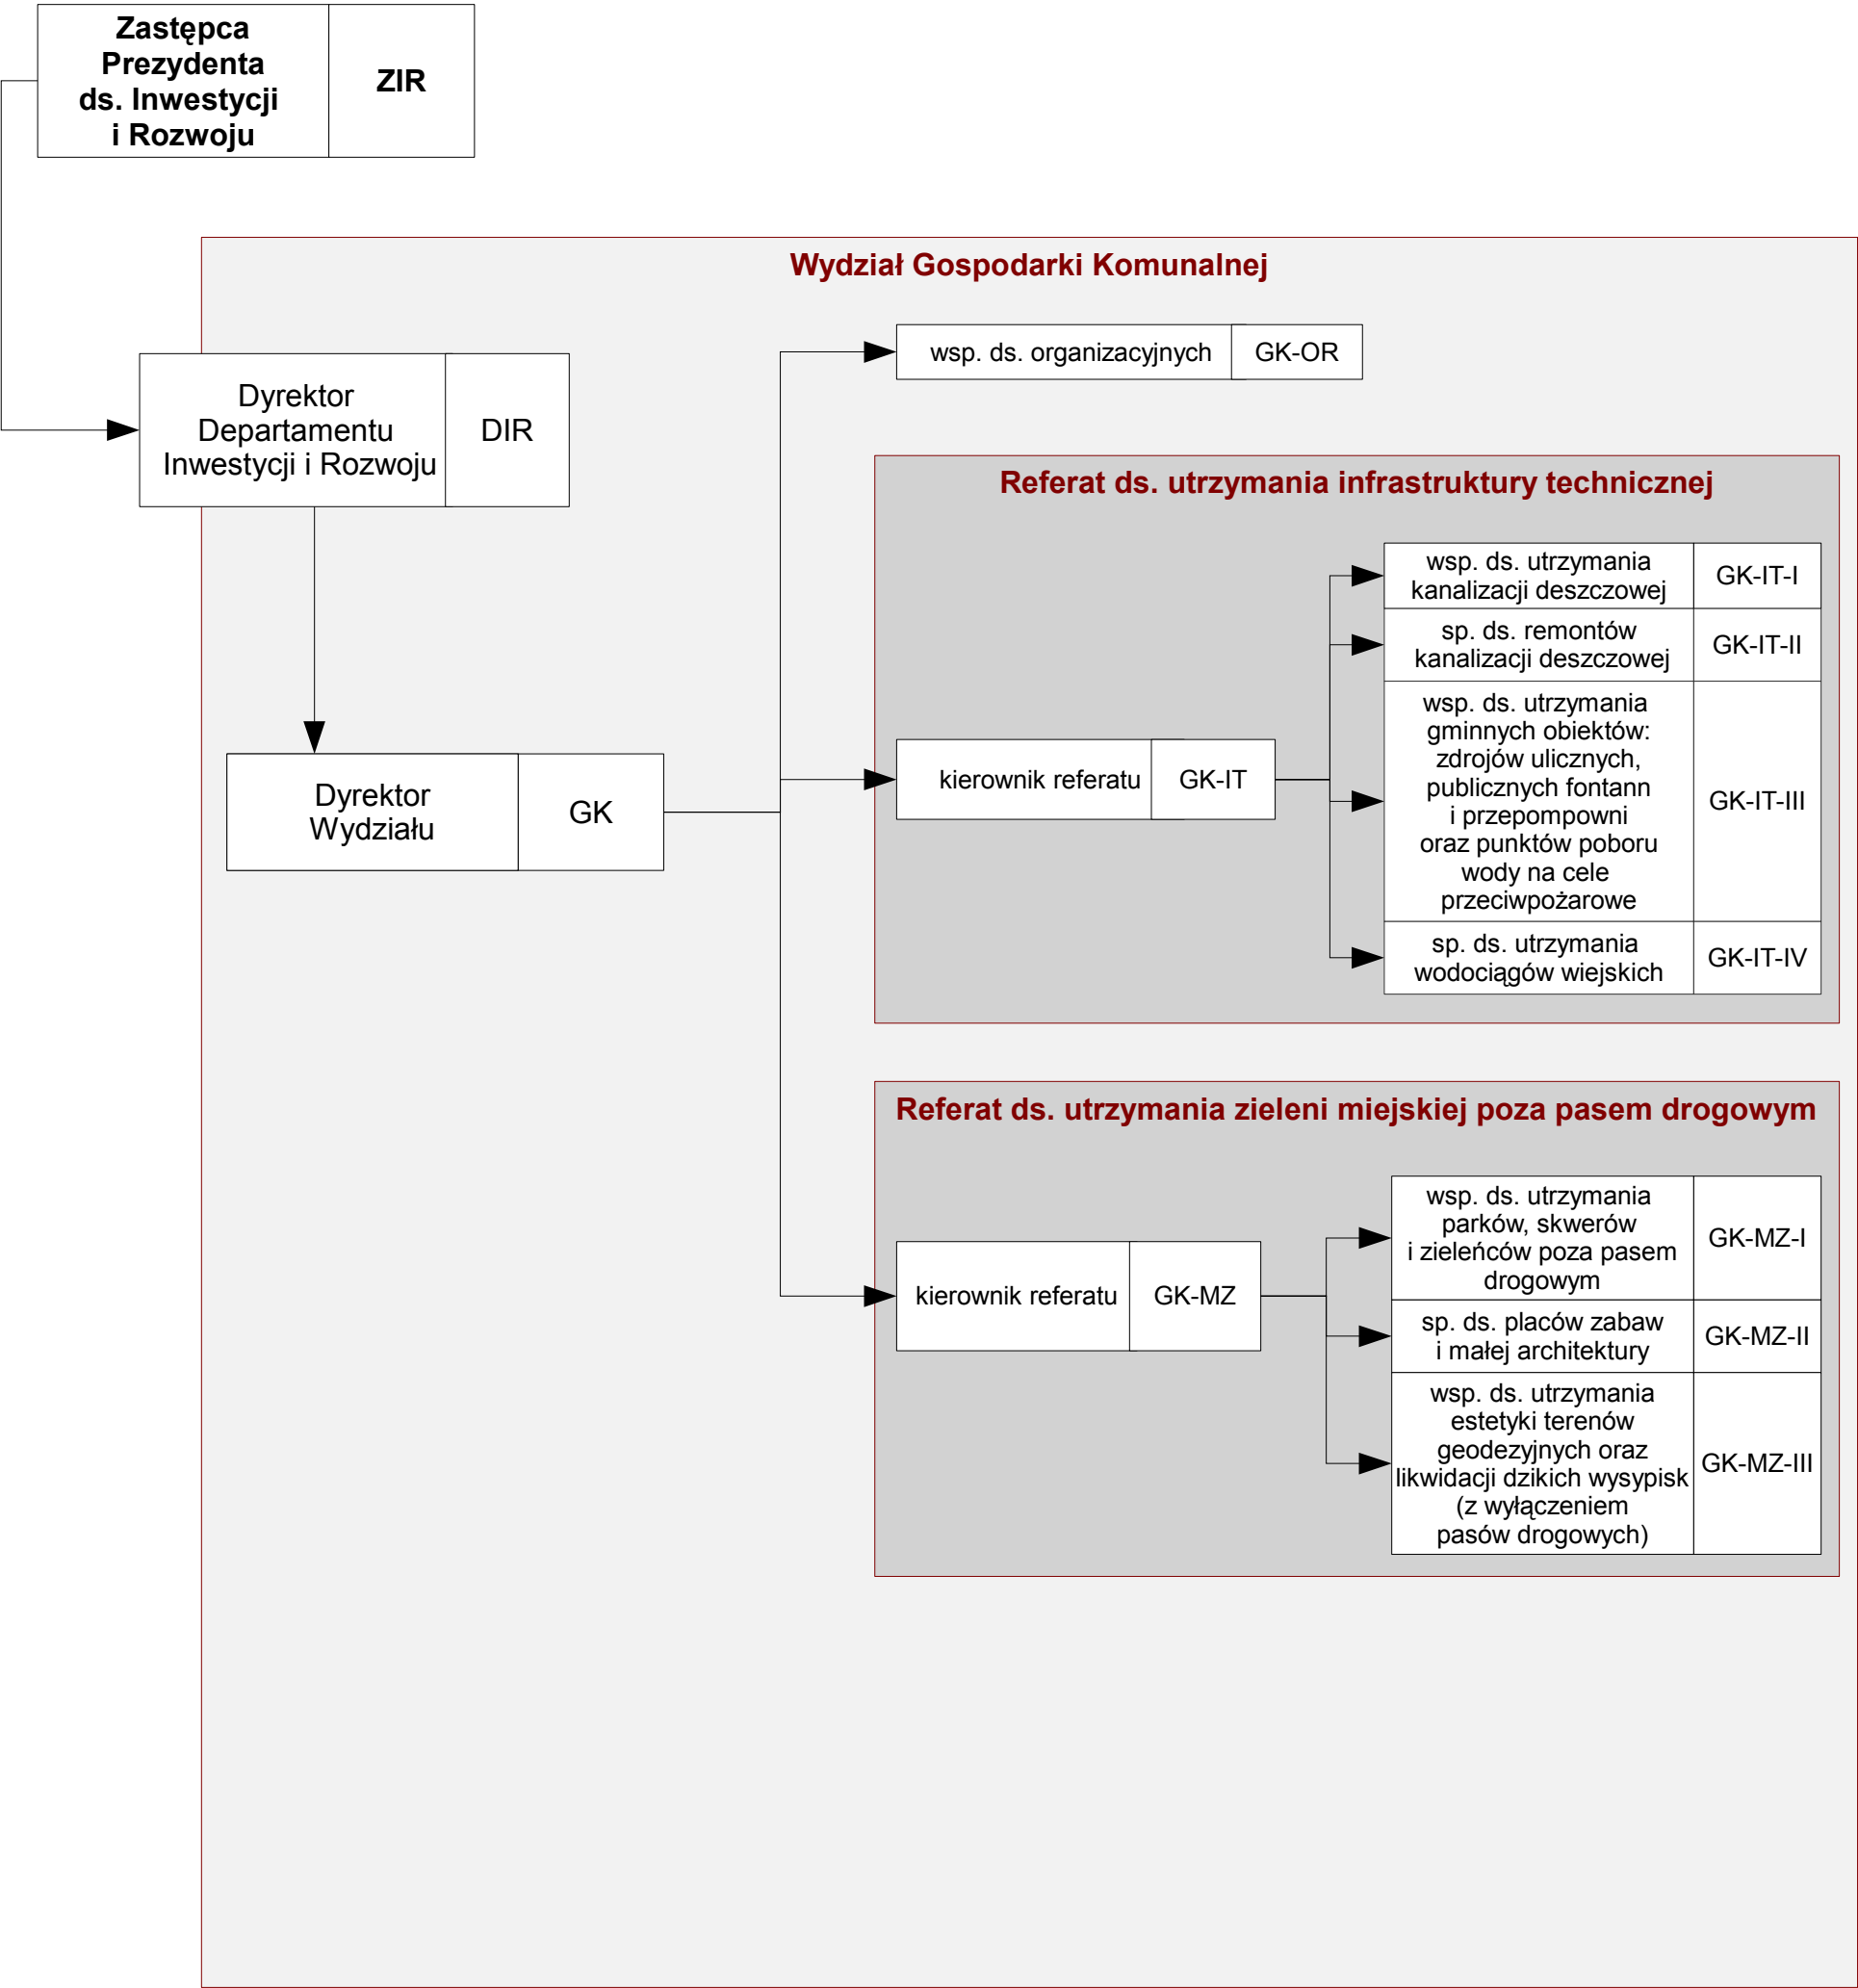 Zastępca
Prezydenta
ds. Inwestycji
i Rozwoju
ZIR
Wydział Gospodarki Komunalnej
wsp. ds. organizacyjnych
GK-OR
Dyrektor
Departamentu
Inwestycji i Rozwoju
DIR
Referat ds. utrzymania infrastruktury technicznej
wsp. ds. utrzymania
kanalizacji deszczowej
GK-IT-I
sp. ds. remontów
kanalizacji deszczowej
GK-IT-II
wsp. ds. utrzymania
gminnych obiektów:
zdrojów ulicznych,
publicznych fontann
i przepompowni
oraz punktów poboru
wody na cele
przeciwpożarowe
GK-IT-III
sp. ds. utrzymania
wodociągów wiejskich
GK-IT-IV
kierownik referatu
GK-IT
Dyrektor
Wydziału
GK
Referat ds. utrzymania zieleni miejskiej poza pasem drogowym
wsp. ds. utrzymania
parków, skwerów
i zieleńców poza pasem
drogowym
GK-MZ-I
kierownik referatu
GK-MZ
sp. ds. placów zabaw
i małej architektury
GK-MZ-II
wsp. ds. utrzymania
estetyki terenów
geodezyjnych oraz
likwidacji dzikich wysypisk
(z wyłączeniem
pasów drogowych)
GK-MZ-III